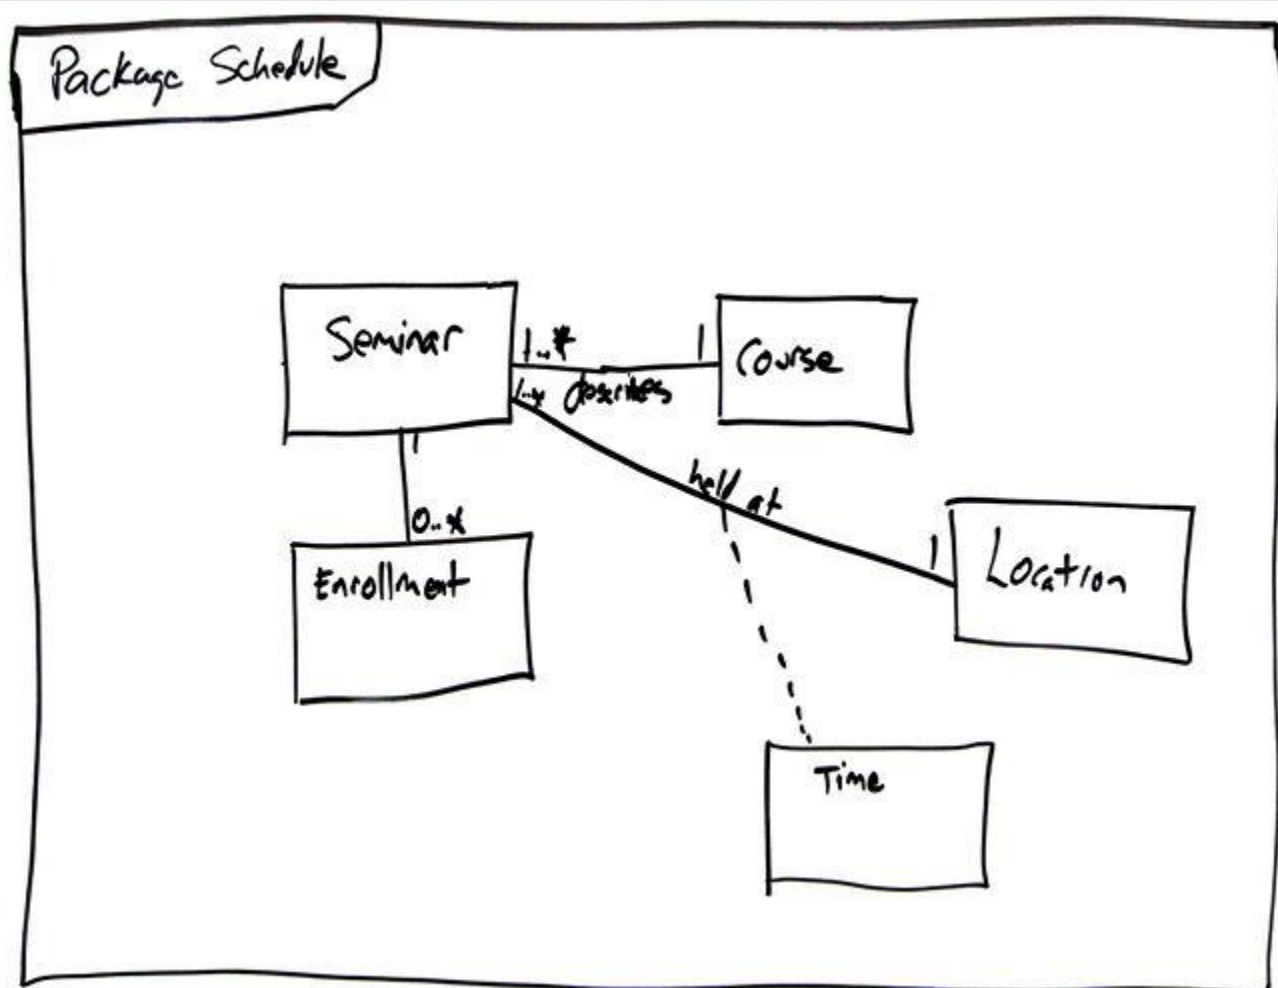 Package Schedule
Seminar
1..*
1
Course
1..*
describes
1
held at
0..*
1
Location
Enrollment
Time